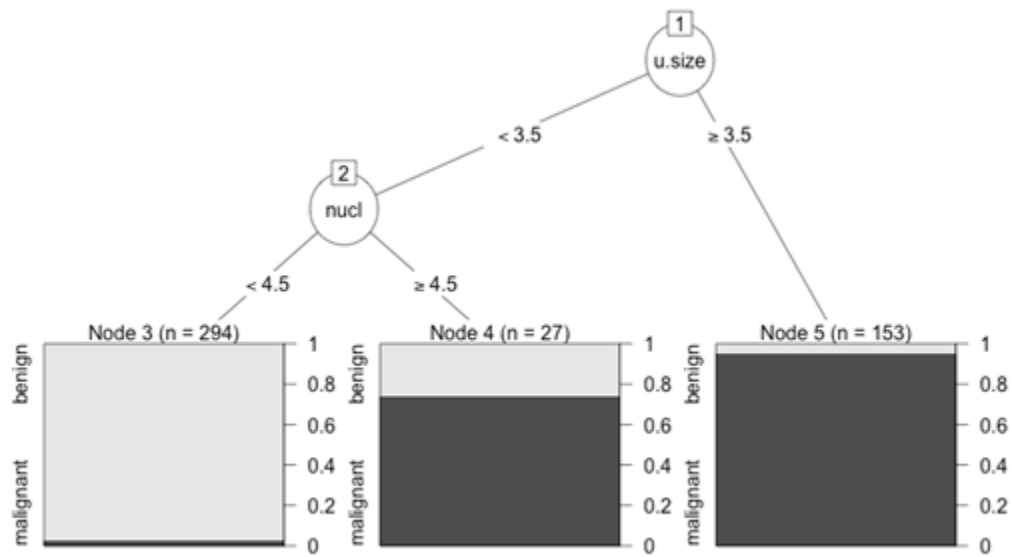 1
u.size
< 3.5
≥ 3.5
2
nucl
< 4.5
≥ 4.5
Node 3 (n = 294)
benign
malignant
1
0.8
0.6
0.4
0.2
0
Node 4 (n = 27)
benign
malignant
1
0.8
0.6
0.4
0.2
0
Node 5 (n = 153)
benign
malignant
1
0.8
0.6
0.4
0.2
0